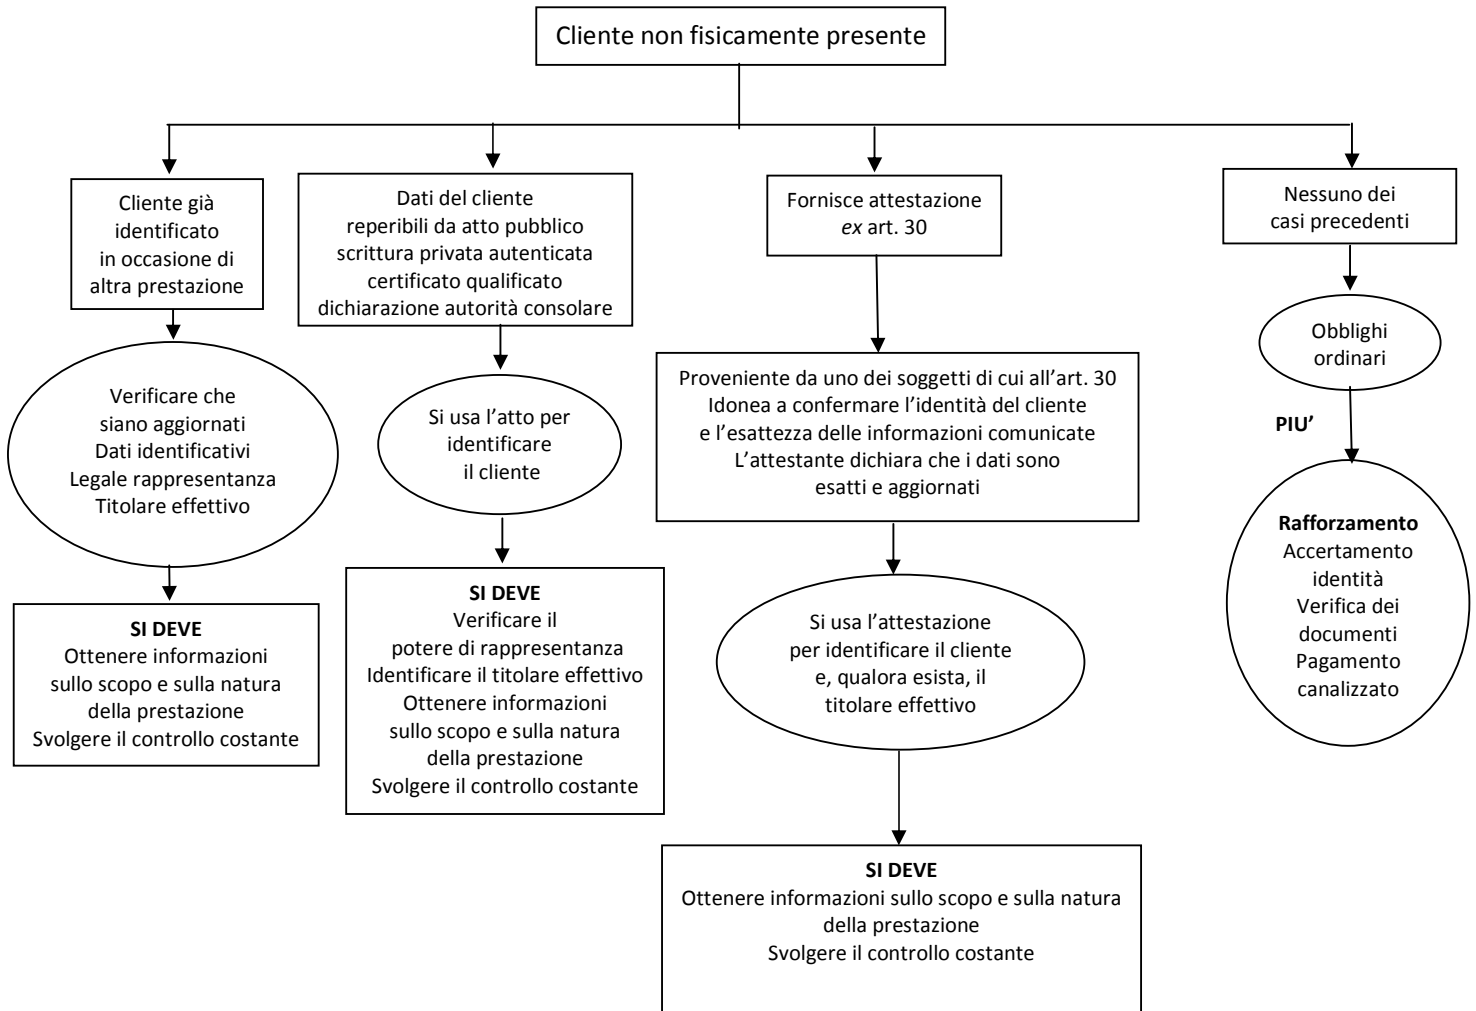 Cliente non fisicamente presente
Cliente già
identificato
in occasione di
altra prestazione
Verificare che
siano aggiornati
Dati identificativi
Legale rappresentanza
Titolare effettivo
SI DEVE
Ottenere informazioni
sullo scopo e sulla natura
della prestazione
Svolgere il controllo costante
Dati del cliente
reperibili da atto pubblico
scrittura privata autenticata
certificato qualificato
dichiarazione autorità consolare
Si usa l’atto per
identificare
il cliente
SI DEVE
Verificare il
potere di rappresentanza
Identificare il titolare effettivo
Ottenere informazioni
sullo scopo e sulla natura
della prestazione
Svolgere il controllo costante
Fornisce attestazione
ex art. 30
Proveniente da uno dei soggetti di cui all’art. 30
Idonea a confermare l’identità del cliente
e l’esattezza delle informazioni comunicate
L’attestante dichiara che i dati sono
esatti e aggiornati
Si usa l’attestazione
per identificare il cliente
e, qualora esista, il
titolare effettivo
SI DEVE
Ottenere informazioni sullo scopo e sulla natura
della prestazione
Svolgere il controllo costante
Nessuno dei
casi precedenti
Obblighi
ordinari
PIU’
Rafforzamento
Accertamento
identità
Verifica dei
documenti
Pagamento
canalizzato